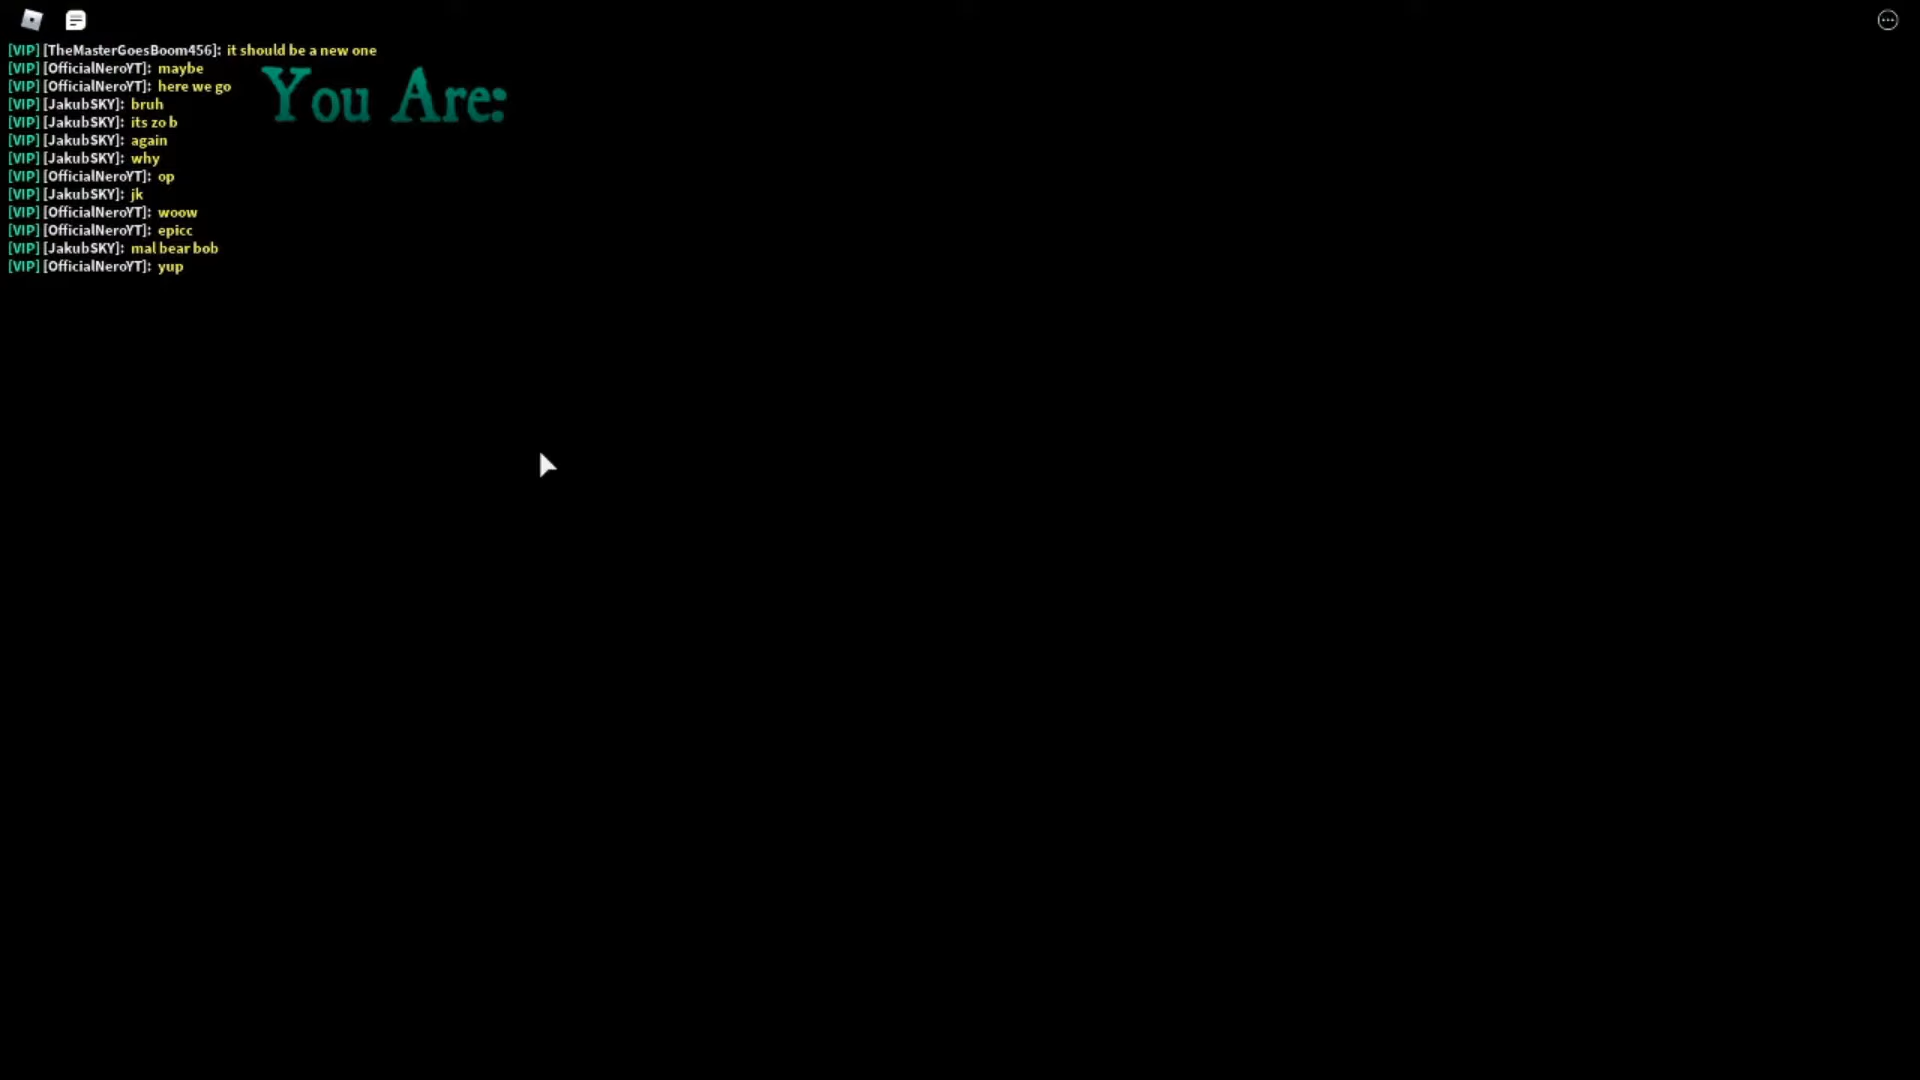 [VIP] [TheMasterGoesBoom456]: it should be a new one
[VIP] [OfficialNeroYT]: maybe
[VIP] [OfficialNeroYT]: here we go
You Are:
[VIP] [JakubSKY]: bruh
[VIP] [JakubSKY]: its zo b
[VIP] [JakubSKY]: again
[VIP] [JakubSKY]: why
[VIP] [OfficialNeroYT]: op
[VIP] [JakubSKY]: jk
[VIP] [OfficialNeroYT]: woow
[VIP] [OfficialNeroYT]: epicc
[VIP] [JakubSKY]: mal bear bob
[VIP] [OfficialNeroYT]: yup